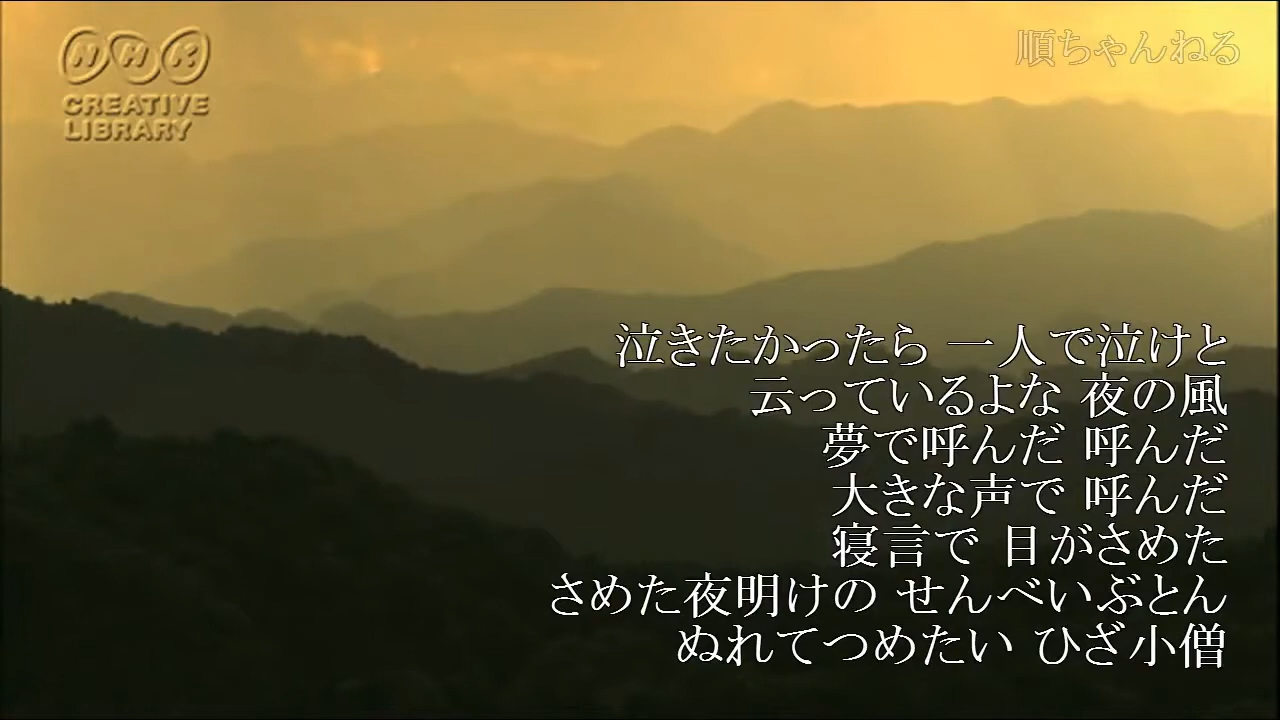 NHK
CREATIVE
LIBRARY
順ちゃんねる
泣きたかったら 一人で泣けと
云っているよな 夜の風
夢で呼んだ 呼んだ
大きな声で 呼んだ
寝言で 目がさめた
さめた夜明けの せんべいぶとん
ぬれてつめたい ひざ小僧